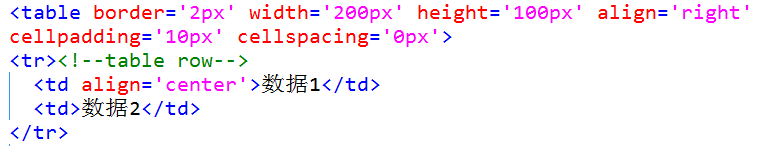 <table border='2px' width='200px' height='100px' align='right'
cellpadding='10px' cellspacing='0px'>
<tr><!--table row-->
<td align='center'>数据1</td>
<td>数据2</td>
</tr>